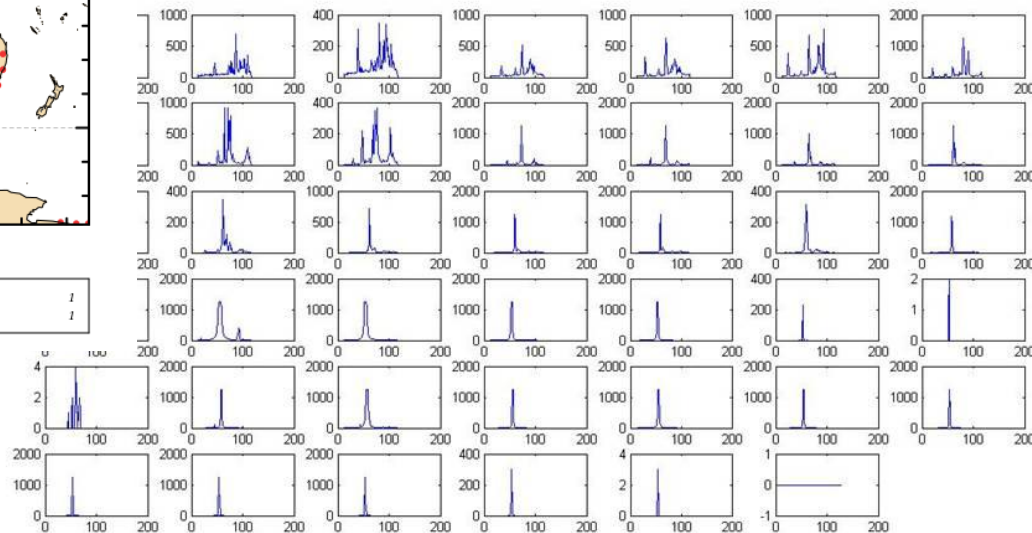 1000 400 1000 1000 1000 2000
500 200 500 500 500 1000
0 0 0 0 0 0
200 0 100 200 0 100 200 0 100 200 0 100 200 0 100 200 0 100
1000 400 2000 2000 2000 2000
500 200 1000 1000 1000 1000
0 0 0 0 0 0
200 0 100 200 0 100 200 0 100 200 0 100 200 0 100 200 0 100
400 1000 2000 2000 400 2000
200 500 1000 1000 200 1000
0 0 0 0 0 0
200 0 100 200 0 100 200 0 100 200 0 100 200 0 100 200 0 100
2000 2000 2000 2000 400 2
1 1000 1000 1000 1000 200 1
1
0 0 0 0 0 0
200 0 100 200 0 100 200 0 100 200 0 100 200 0 100 200 0 100
4 2000 2000 2000 2000 2000 2000
2 1000 1000 1000 1000 1000 1000
0 0 0 0 0 0 0
0 100 200 0 100 200 0 100 200 0 100 200 0 100 200 0 100 200 0 100
2000 2000 2000 400 4 1
1000 1000 1000 200 2 0
0 0 0 0 0 -1
0 100 200 0 100 200 0 100 200 0 100 200 0 100 200 0 100 200